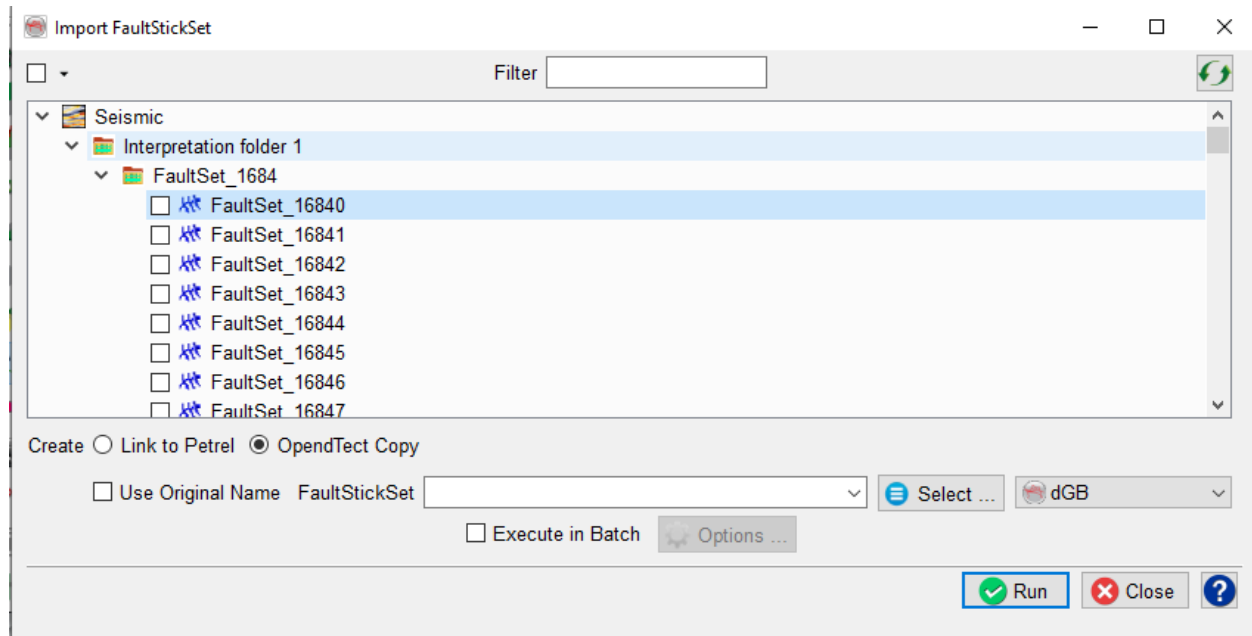 Import FaultStickSet
Filter
Seismic
Interpretation folder 1
FaultSet_1684
FaultSet_16840
FaultSet_16841
FaultSet_16842
FaultSet_16843
FaultSet_16844
FaultSet_16845
FaultSet_16846
FaultSet_16847
Create Link to Petrel OpendTect Copy
Use Original Name FaultStickSet Select ... dGB
Execute in Batch Options ...
Run Close ?